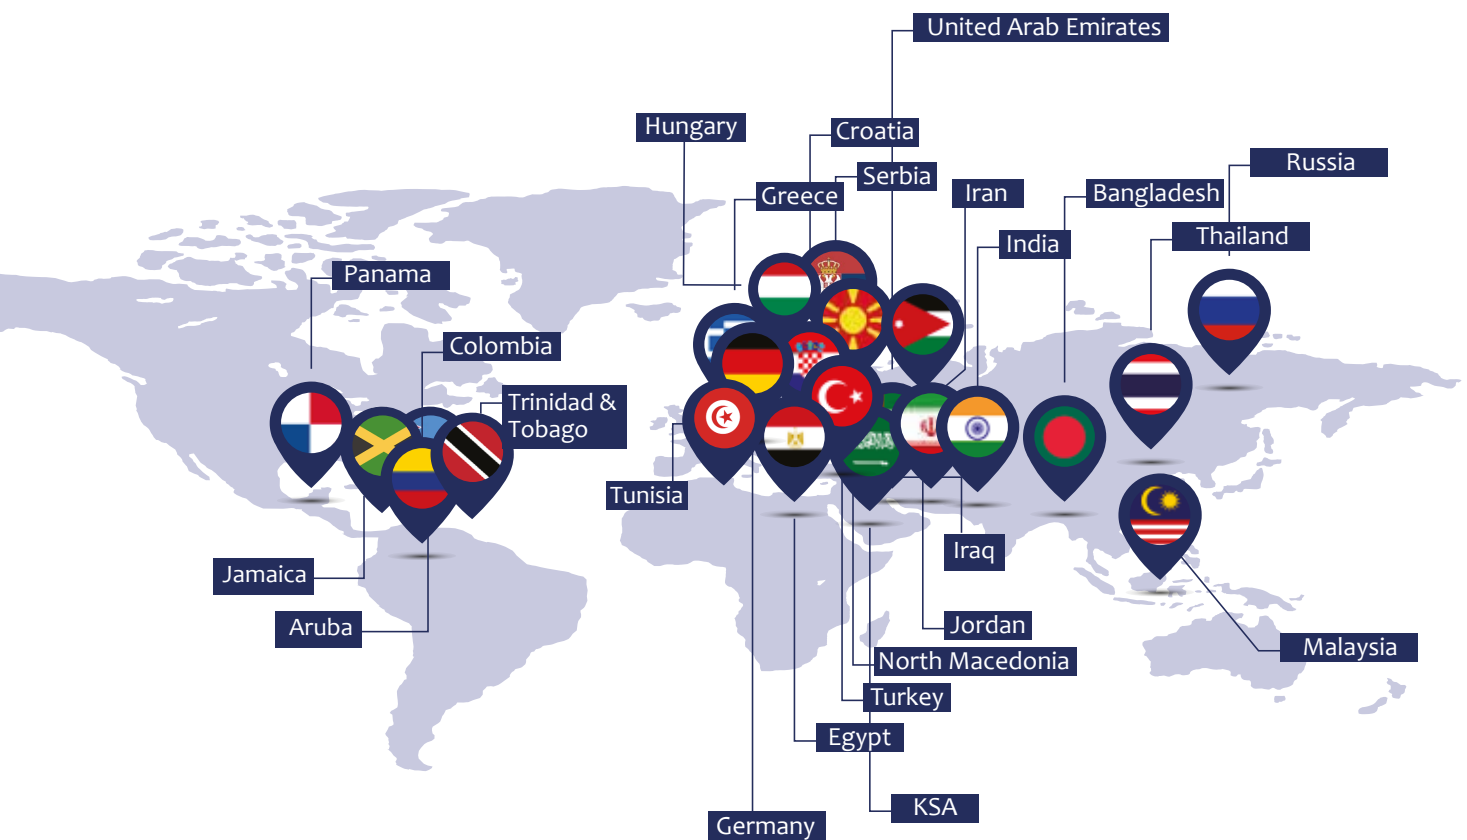 United Arab Emirates
Hungary
Croatia
Russia
Serbia
Greece
Iran
Bangladesh
India
Thailand
Panama
Colombia
Trinidad &
Tobago
Tunisia
Iraq
Jamaica
Aruba
Jordan
North Macedonia
Malaysia
Turkey
Egypt
KSA
Germany